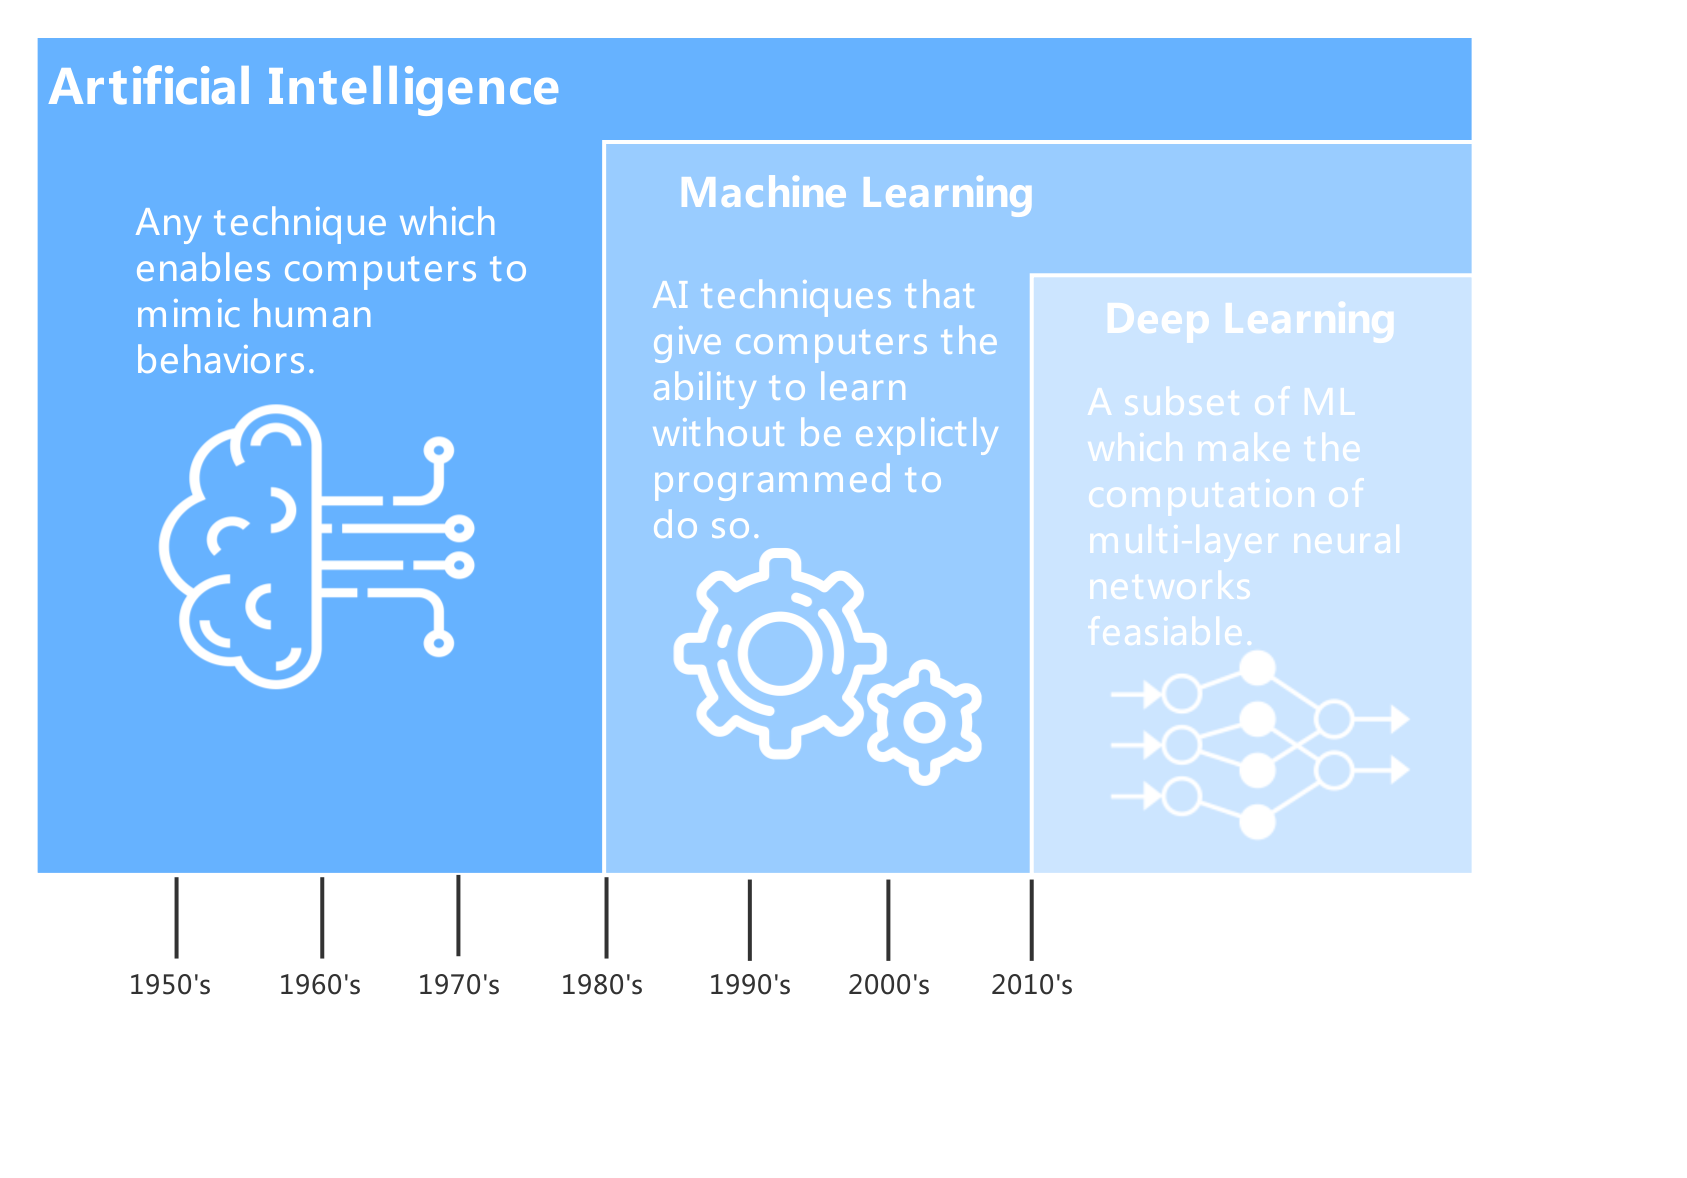 Artificial Intelligence
Any technique which
enables computers to
mimic human
behaviors.
Machine Learning
AI techniques that
give computers the
ability to learn
without be explictly
programmed to
do so.
Deep Learning
A subset of ML
which make the
computation of
multi-layer neural
networks
feasiable.
1950's
1960's
1970's
1980's
1990's
2000's
2010's